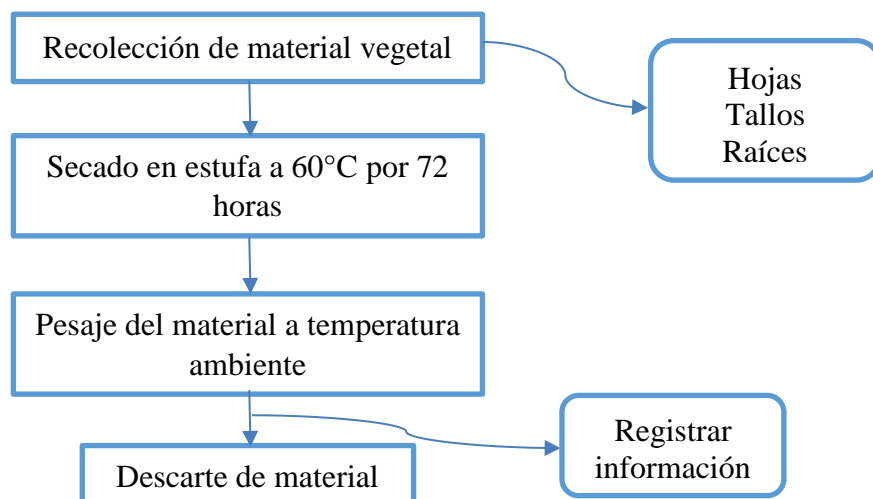 Recolección de material vegetal
Hojas
Tallos
Raíces
Secado en estufa a 60°C por 72
horas
Pesaje del material a temperatura
ambiente
Registrar
información
Descarte de material